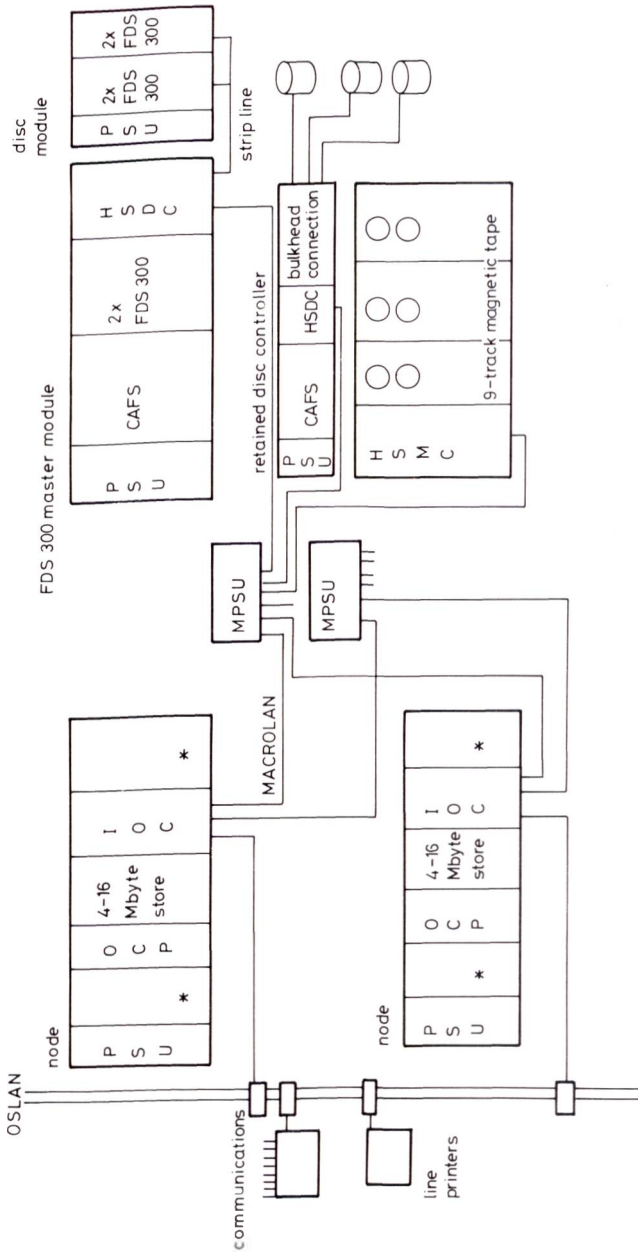 OSLAN
node
P S U
*
O C P
4-16 Mbyte store
I O C
*
MACROLAN
communications
line printers
node
P S U
*
O C P
4-16 Mbyte store
I O C
*
MPSU
MPSU
FDS 300 master module
P S U
CAFS
2x FDS 300
H S D C
disc module
P S U
2x FDS 300
2x FDS 300
strip line
retained disc controller
P S U
CAFS
HSDC
bulkhead connection
H S M C
9-track magnetic tape